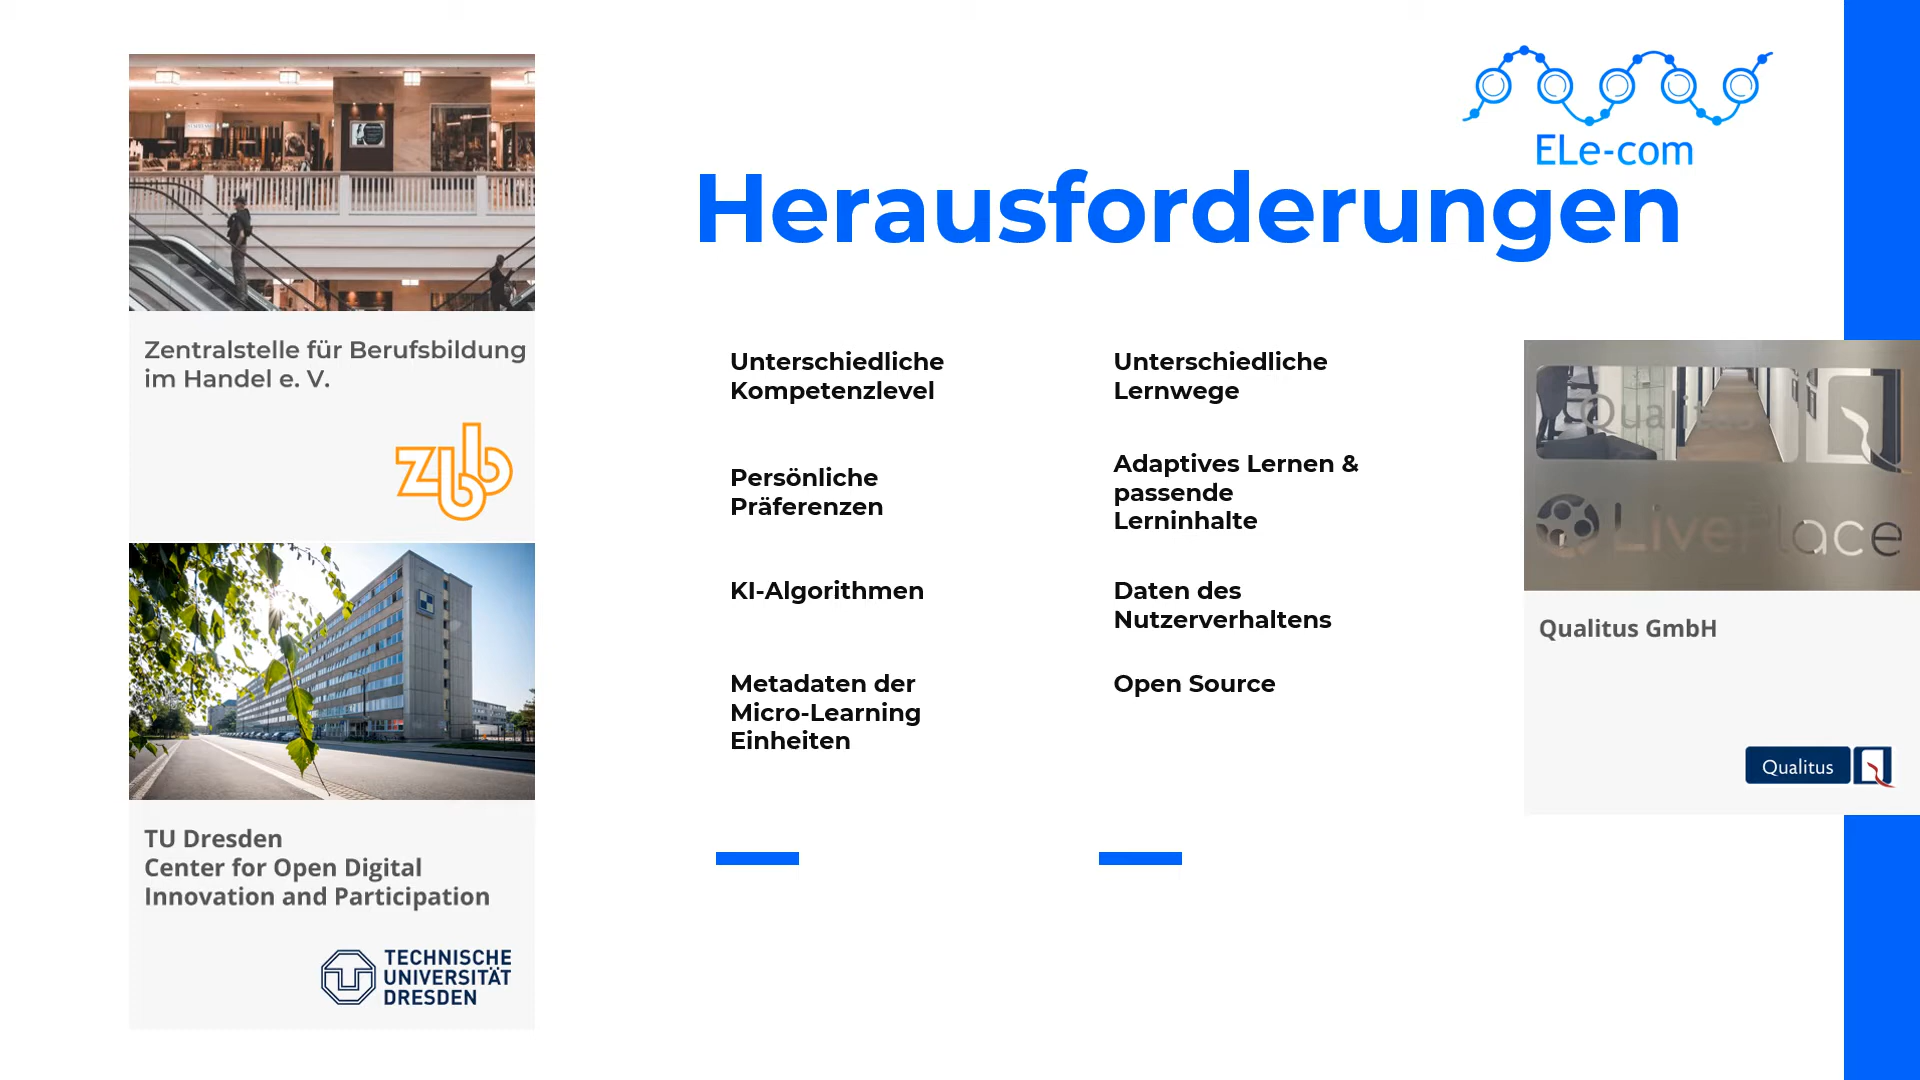 ELe-com
Herausforderungen
Zentralstelle für Berufsbildung
im Handel e. V.
zbb
TU Dresden
Center for Open Digital
Innovation and Participation
TECHNISCHE
UNIVERSITÄT
DRESDEN
Unterschiedliche
Kompetenzlevel
Persönliche
Präferenzen
KI-Algorithmen
Metadaten der
Micro-Learning
Einheiten
Unterschiedliche
Lernwege
Adaptives Lernen &
passende
Lerninhalte
Daten des
Nutzerverhaltens
Open Source
Qualitus
LivePlace
Qualitus GmbH
Qualitus